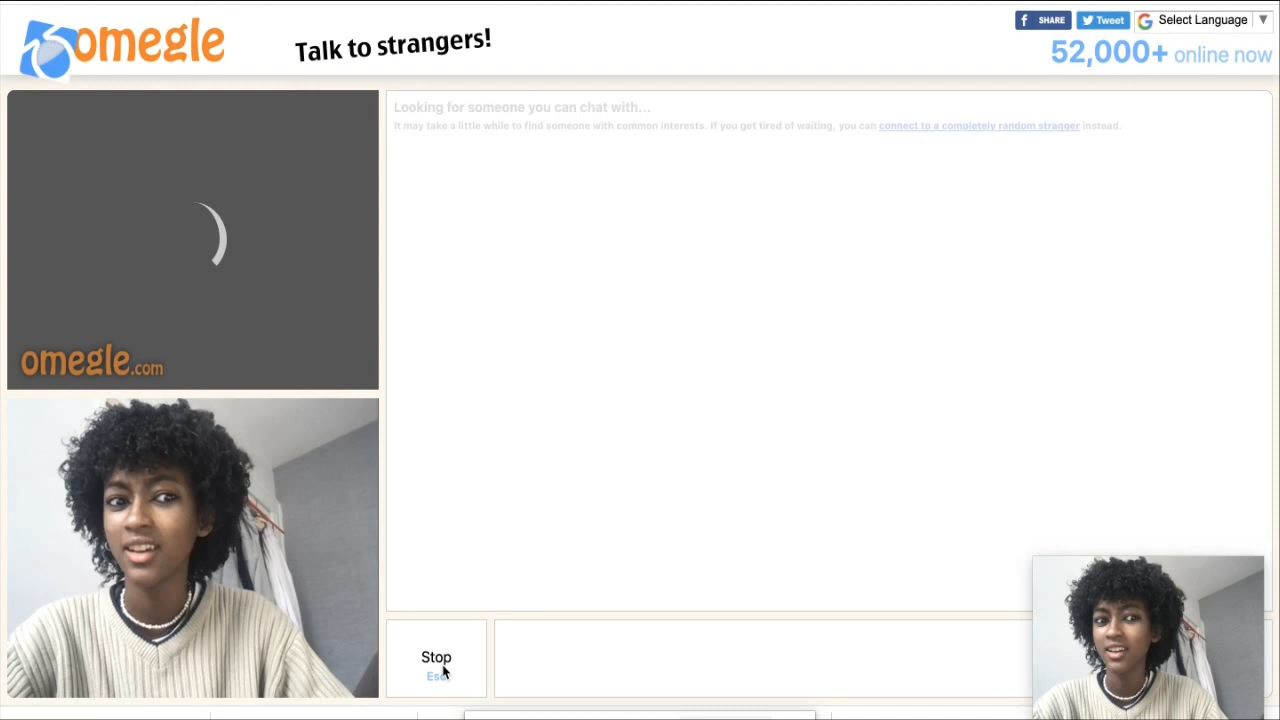 omegle
Talk to strangers!
f SHARE
Tweet
G Select Language ▼
52,000+ online now
Looking for someone you can chat with...
It may take a little while to find someone with common interests. If you get tired of waiting, you can connect to a completely random stranger instead.
omegle.com
Stop
Esc